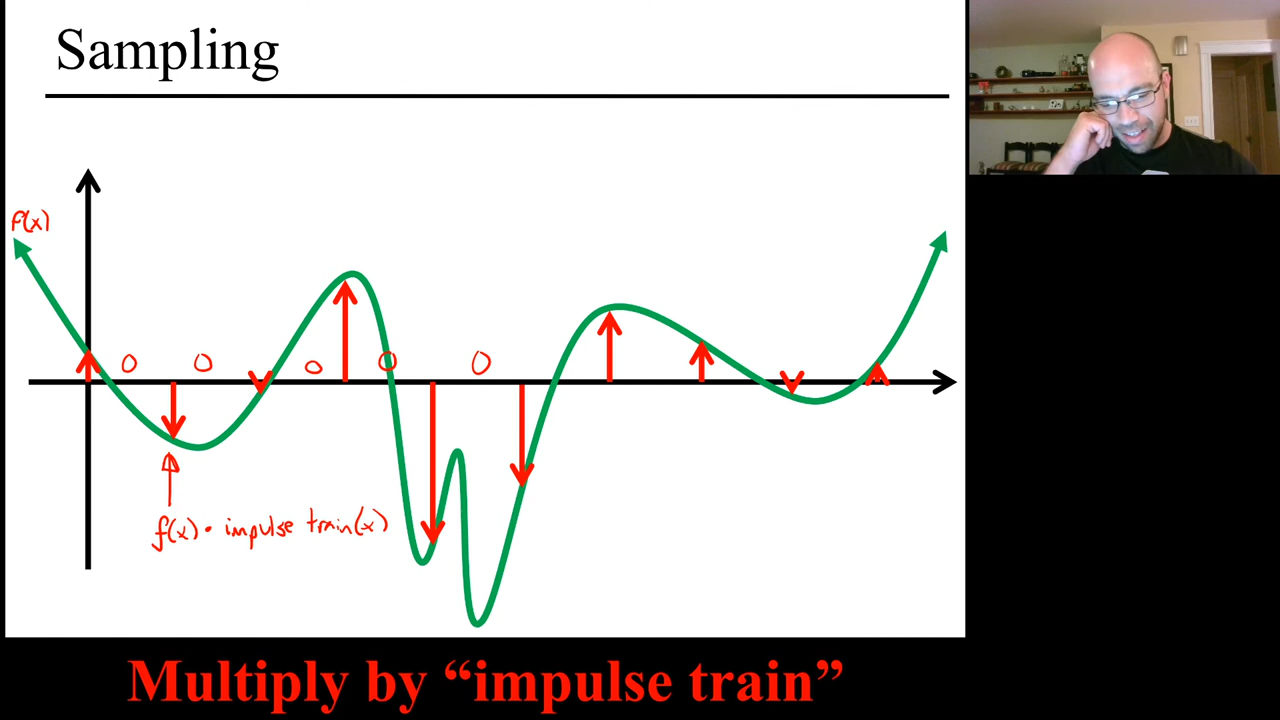 Sampling
f(x)
0 0 0 0 0
f(x) • impulse train(x)
Multiply by “impulse train”